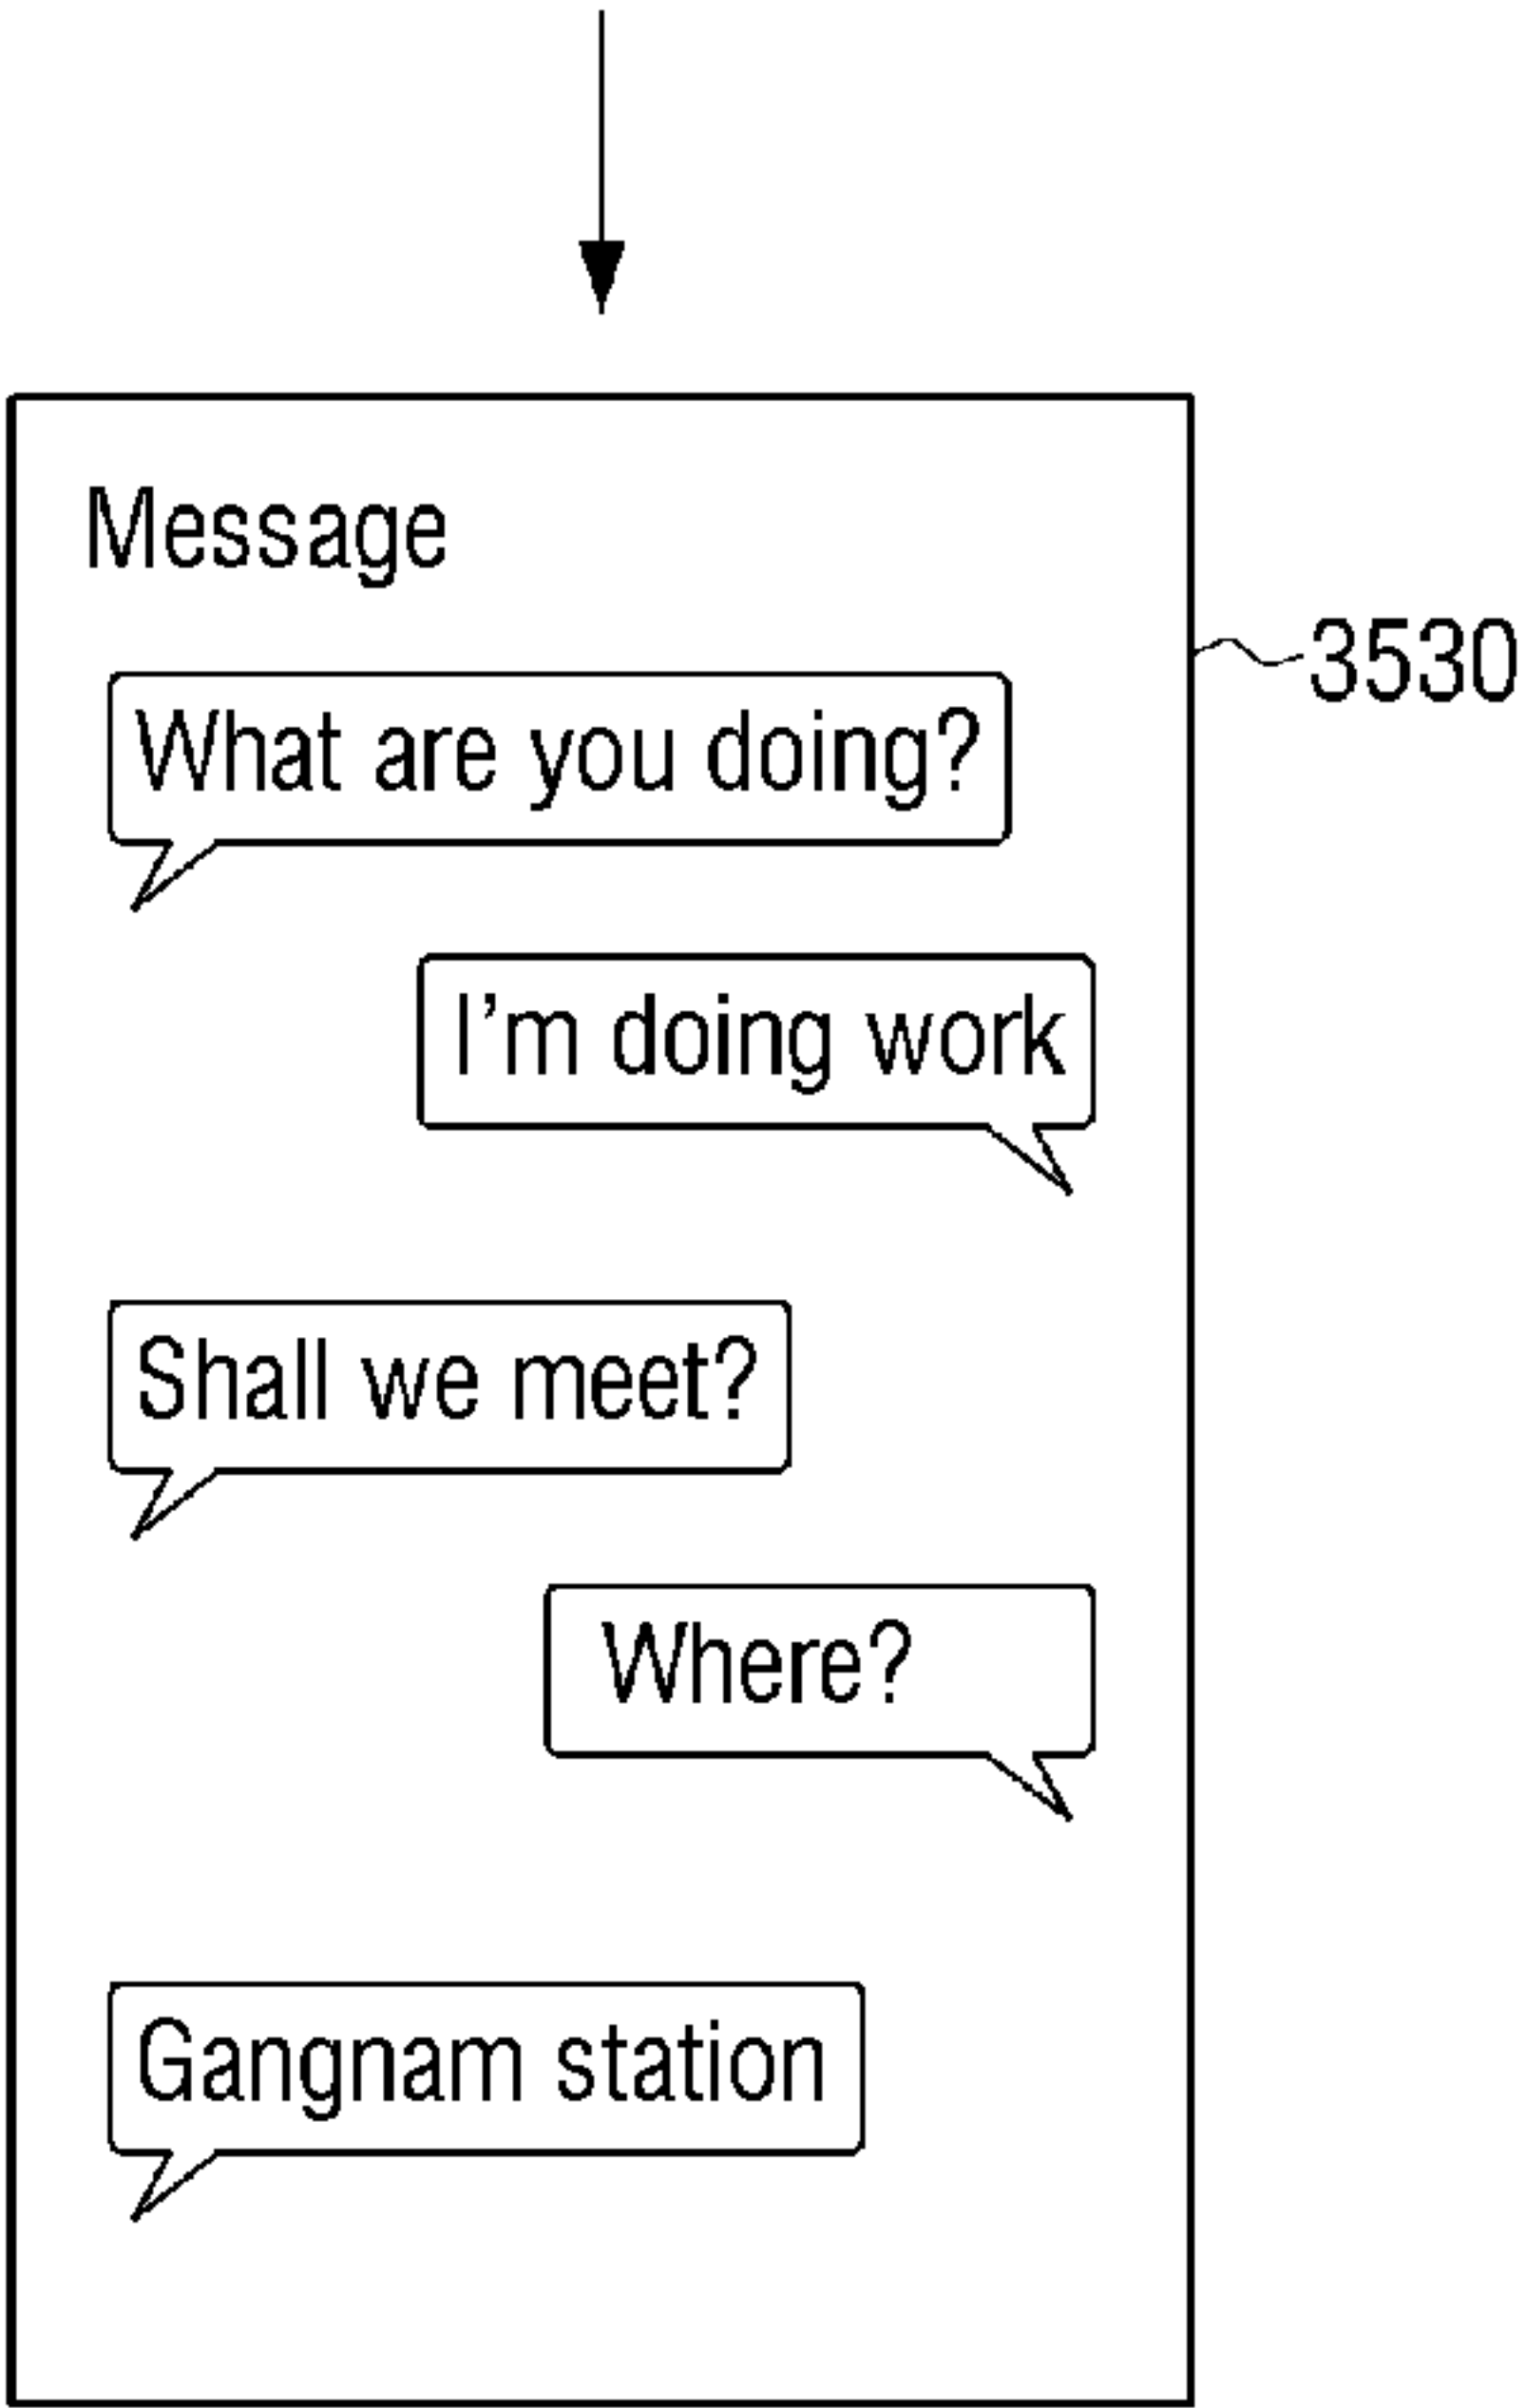 Message
3530
What are you doing?
I'm doing work
Shall we meet?
Where?
Gangnam station